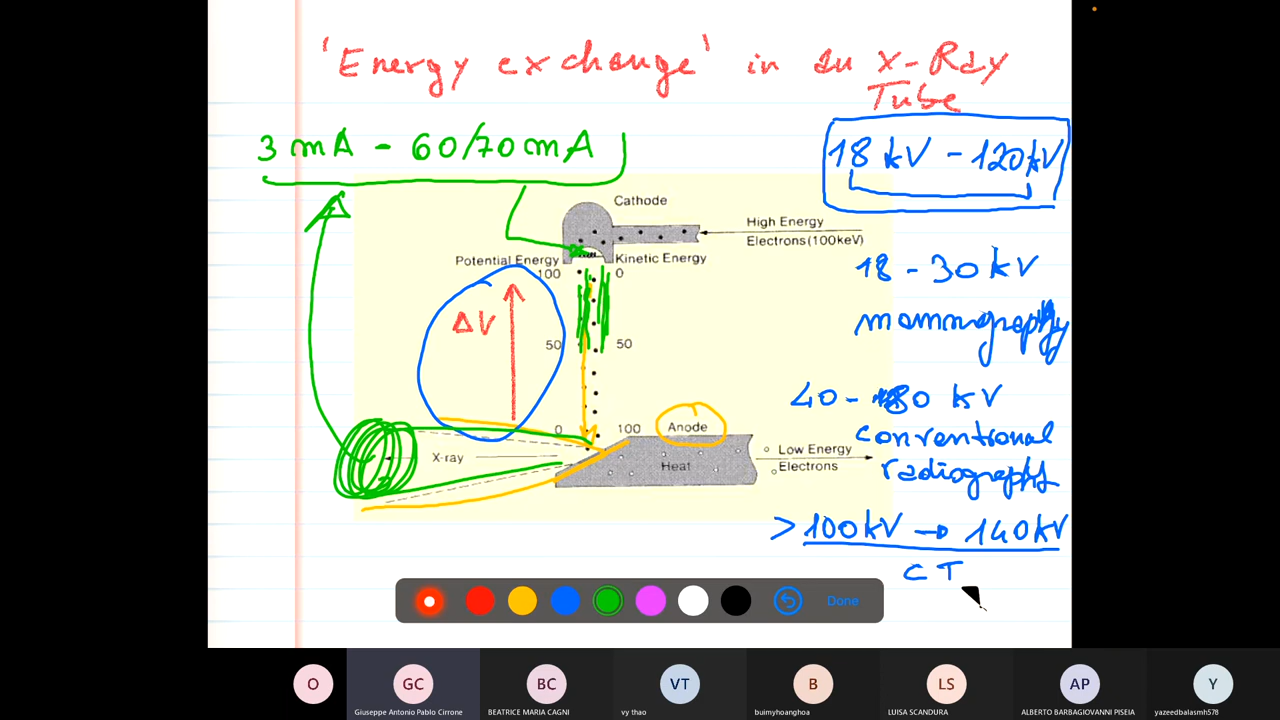 'Energy exchange' in an X-Ray
Tube
3 mA - 60/70 mA
18 kV - 120 kV
Cathode
High Energy
Electrons (100 keV)
Potential Energy
Kinetic Energy
100
0
18 - 30 kV
mammography
ΔV
50
50
40 - 80 kV
conventional
radiography
0
100
Anode
X-ray
Heat
Low Energy
Electrons
> 100 kV → 140 kV
CT
Done
O
GC
BC
VT
B
LS
AP
Y
Giuseppe Antonio Pablo Cirrone
BEATRICE MARIA CAGNI
vy thao
buimyhoanghoa
LUISA SCANDURA
ALBERTO BARBAGIOVANNI PISEIA
yazeedbalasmh578